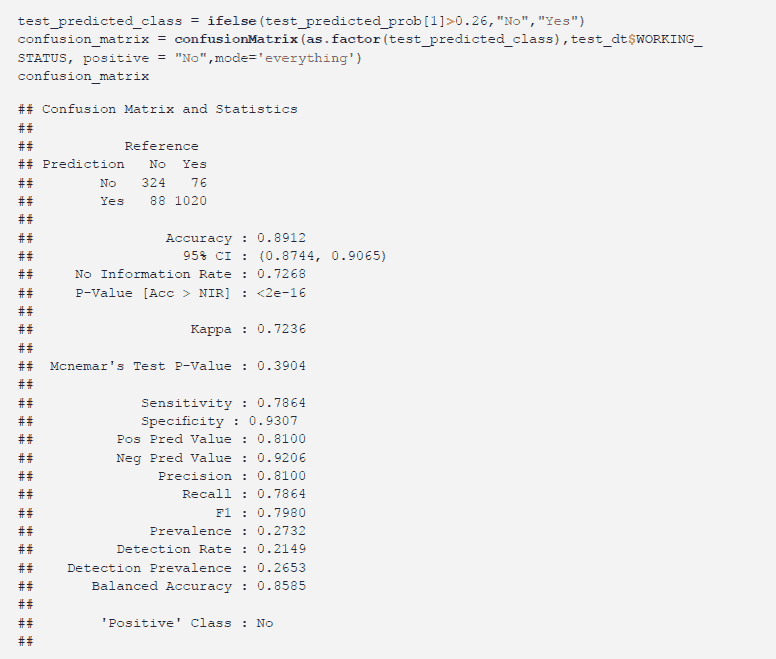 test_predicted_class = ifelse(test_predicted_prob[1]>0.26,"No","Yes")
confusion_matrix = confusionMatrix(as.factor(test_predicted_class),test_dt$WORKING_
STATUS, positive = "No",mode='everything')
confusion_matrix
## Confusion Matrix and Statistics
##
##           Reference
## Prediction   No  Yes
##        No   324   76
##        Yes   88 1020
##
##                Accuracy : 0.8912
##                  95% CI : (0.8744, 0.9065)
##     No Information Rate : 0.7268
##     P-Value [Acc > NIR] : <2e-16
##
##                   Kappa : 0.7236
##
##  Mcnemar's Test P-Value : 0.3904
##
##             Sensitivity : 0.7864
##             Specificity : 0.9307
##          Pos Pred Value : 0.8100
##          Neg Pred Value : 0.9206
##               Precision : 0.8100
##                  Recall : 0.7864
##                      F1 : 0.7980
##              Prevalence : 0.2732
##          Detection Rate : 0.2149
##    Detection Prevalence : 0.2653
##       Balanced Accuracy : 0.8585
##
##        'Positive' Class : No
##